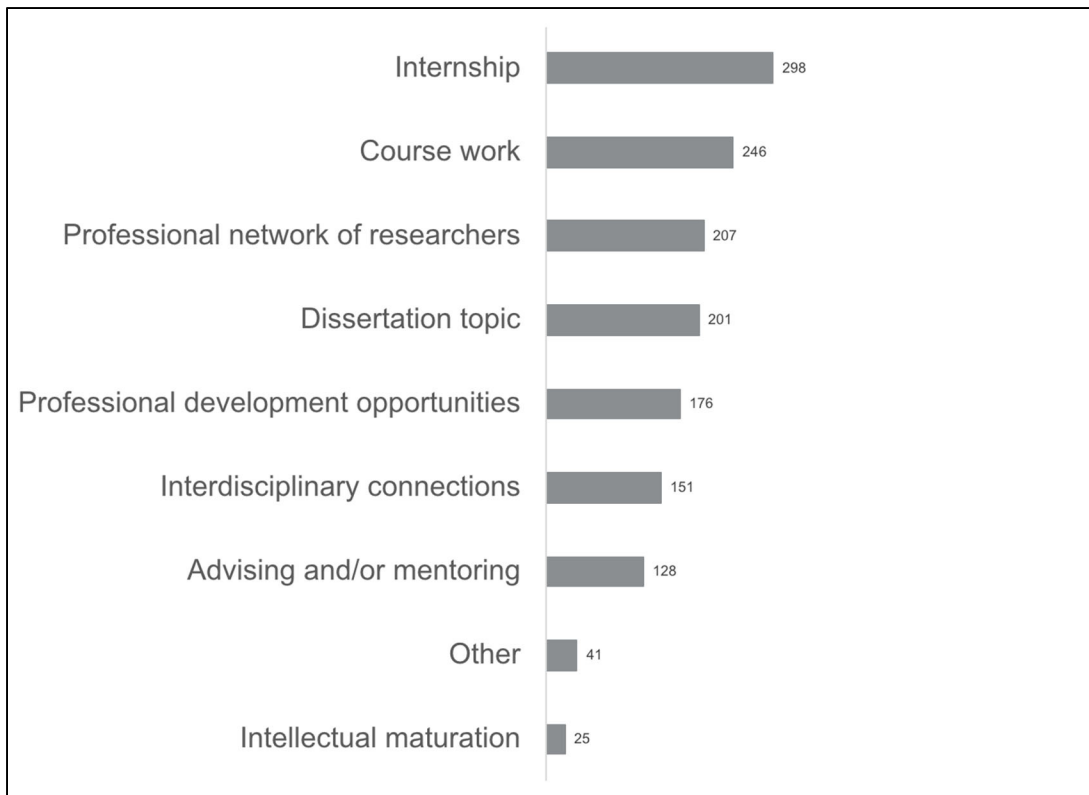 Internship 298
Course work 246
Professional network of researchers 207
Dissertation topic 201
Professional development opportunities 176
Interdisciplinary connections 151
Advising and/or mentoring 128
Other 41
Intellectual maturation 25